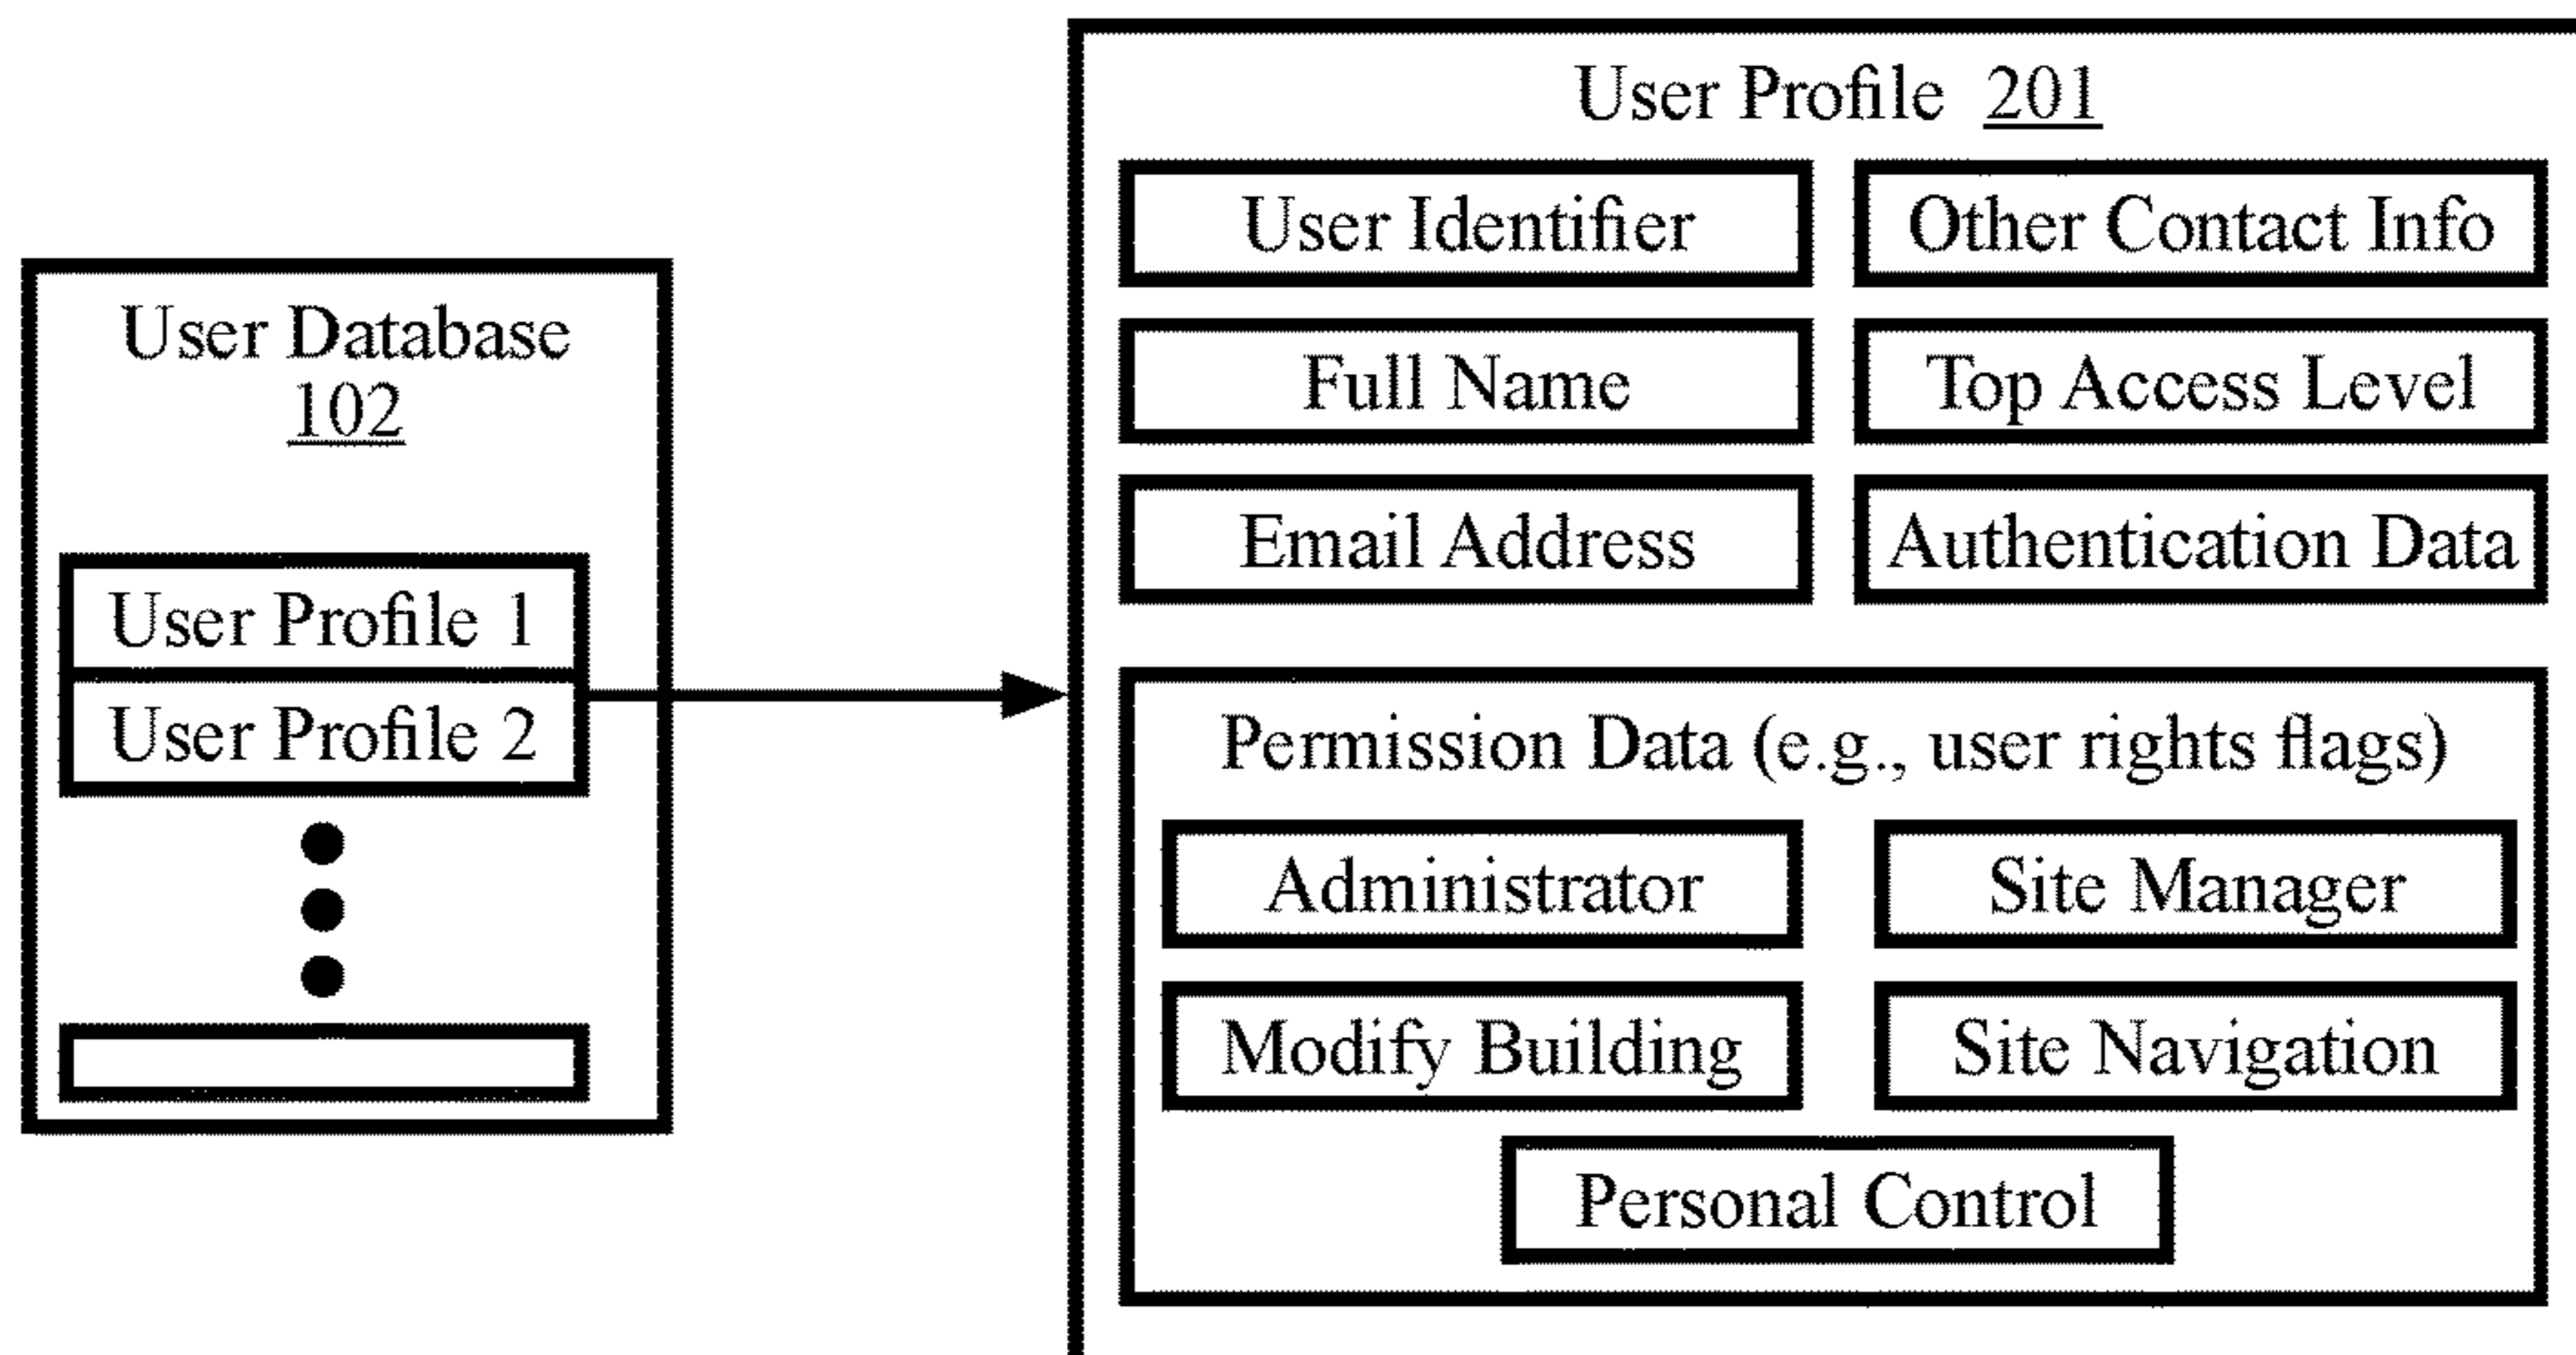 User Database
102
User Profile 1
User Profile 2
User Profile 201
User Identifier
Other Contact Info
Full Name
Top Access Level
Email Address
Authentication Data
Permission Data (e.g., user rights flags)
Administrator
Site Manager
Modify Building
Site Navigation
Personal Control